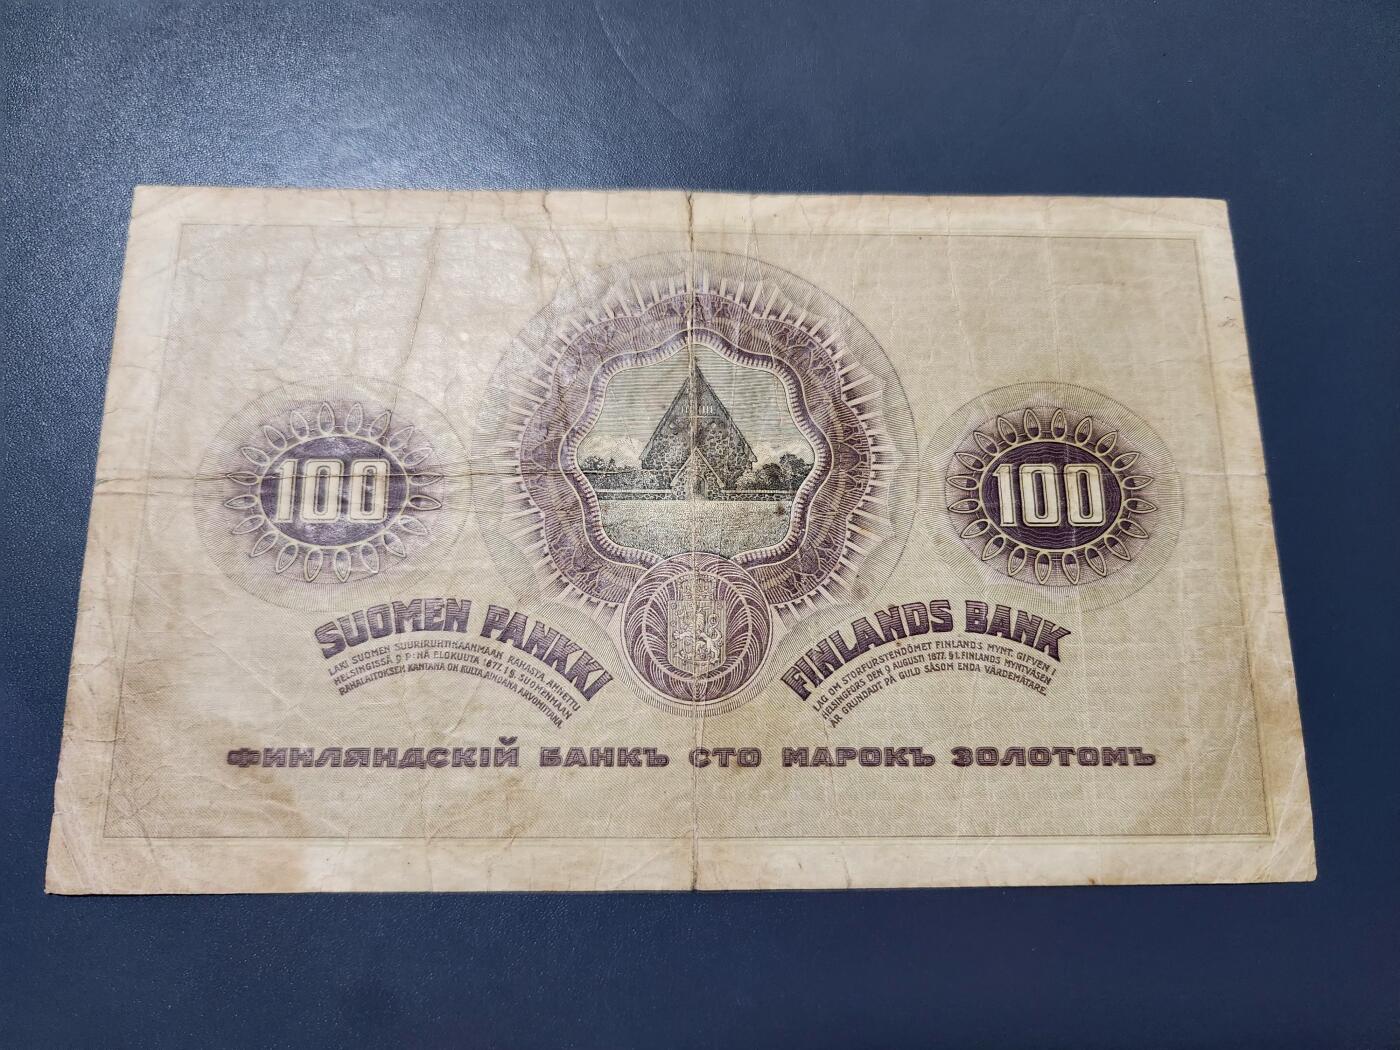 100
100
SUOMEN PANKKI
LAKI SUOMEN SUURIRUHTINAANMAAN RAHASTA, ANNETTU
HELSINGISSÄ 9 P:NÄ ELOKUUTA 1877. 1 §. SUOMENMAAN
RAHALAITOKSEN KANTANA ON KULTA AINOANA ARVOMITTANA.
FINLANDS BANK
LAG OM STORFURSTENDÖMET FINLANDS MYNT, GIFVEN I
HELSINGFORS DEN 9 AUGUSTI 1877. § 1. FINLANDS MYNTVÄSEN
ÄR GRUNDADT PÅ GULD SÅSOM ENDA VÄRDEMÄTARE.
ФИНЛЯНДСКІЙ БАНКЪ СТО МАРОКЪ ЗОЛОТОМЪ